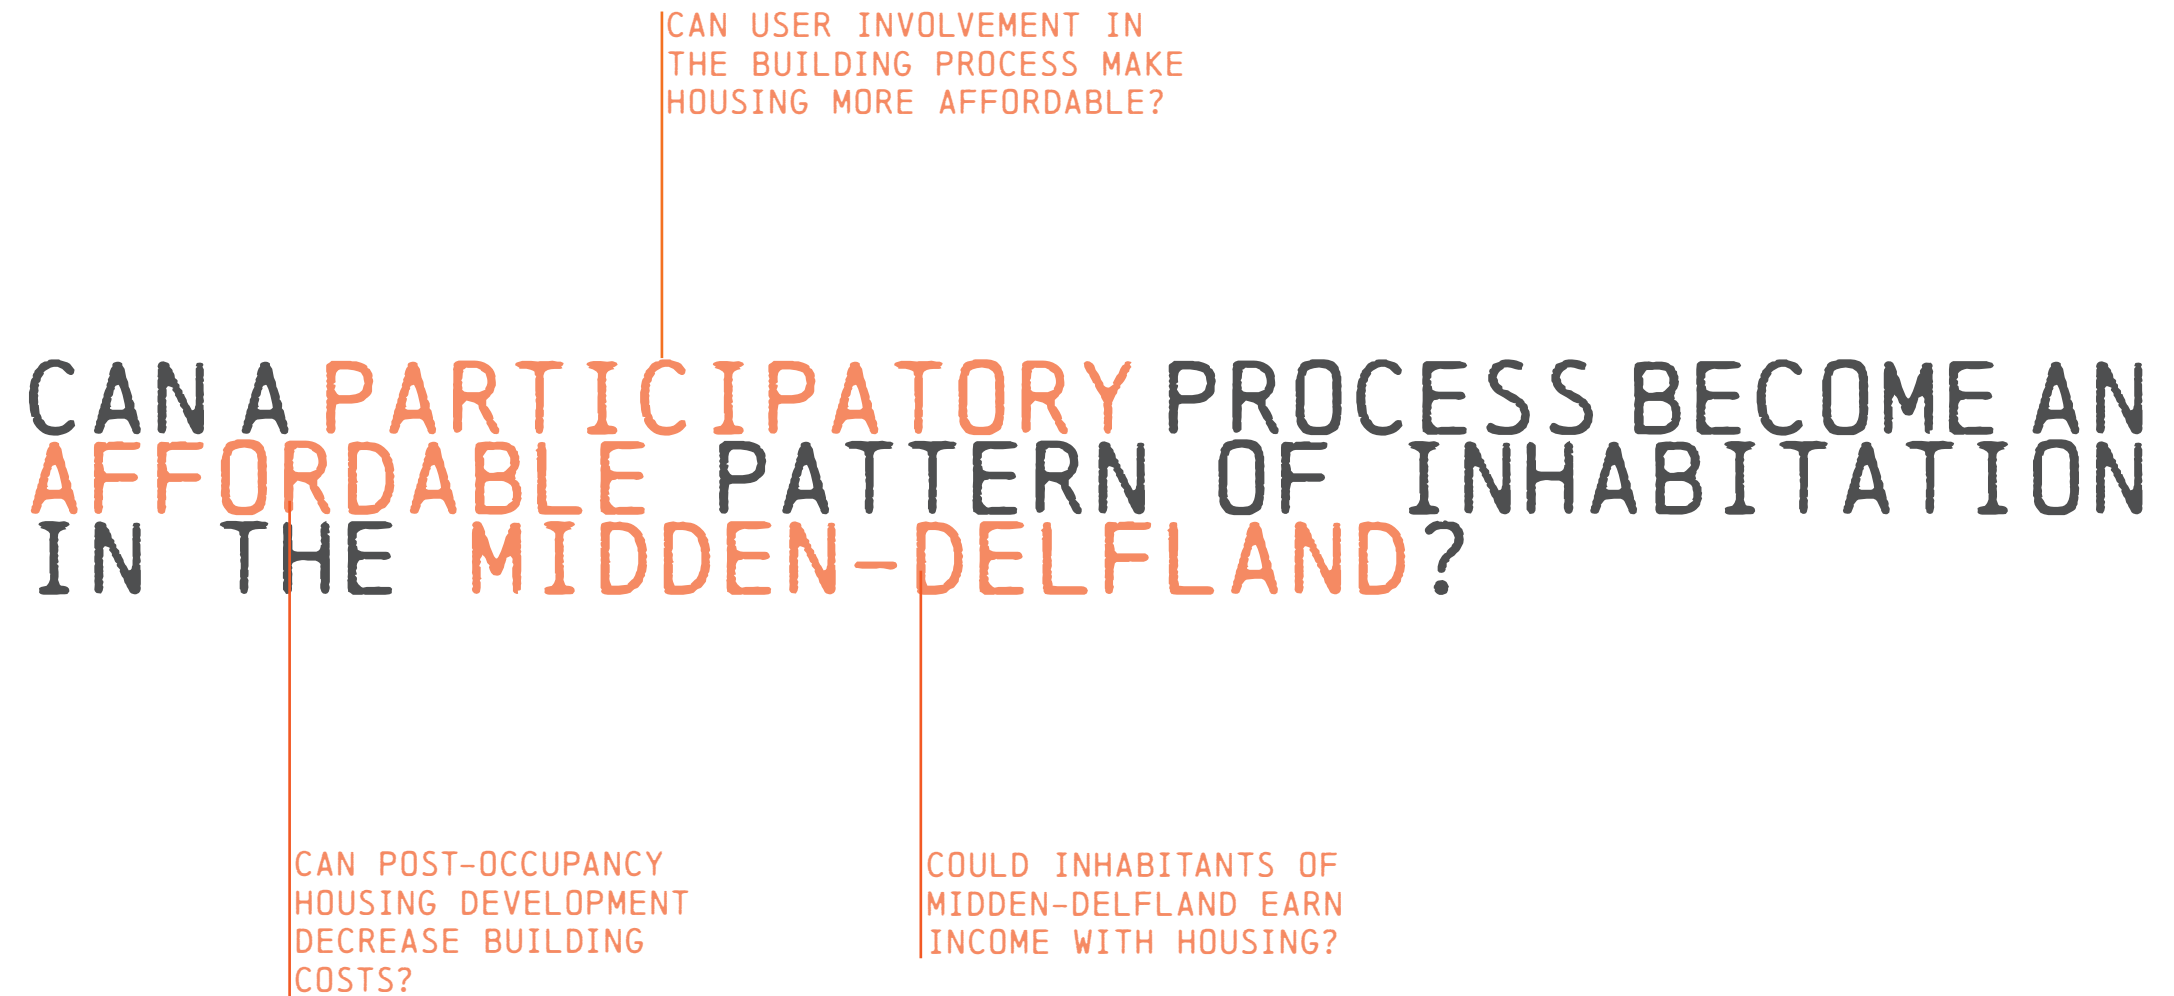 CAN USER INVOLVEMENT IN
THE BUILDING PROCESS MAKE
HOUSING MORE AFFORDABLE?
CAN A PARTICIPATORY PROCESS BECOME AN
AFFORDABLE PATTERN OF INHABITATION
IN THE MIDDEN-DELFLAND?
CAN POST-OCCUPANCY
HOUSING DEVELOPMENT
DECREASE BUILDING
COSTS?
COULD INHABITANTS OF
MIDDEN-DELFLAND EARN
INCOME WITH HOUSING?